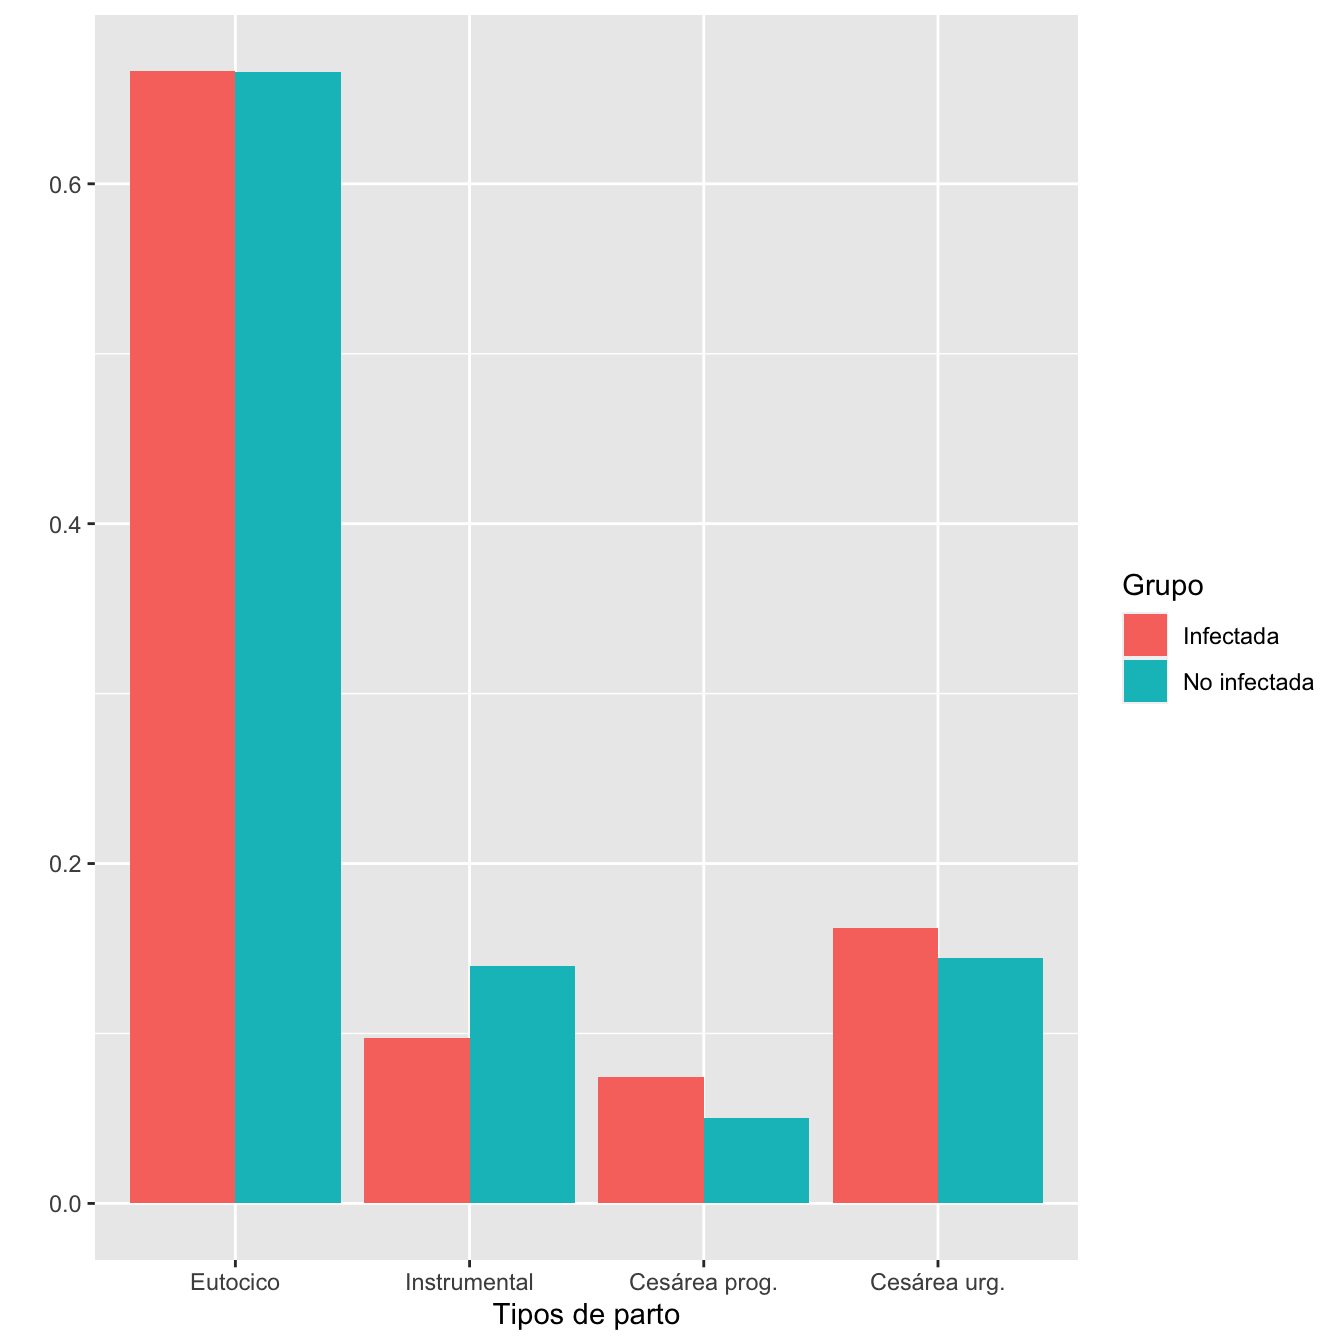 0.6
0.4
0.2
0.0
Eutocico
Instrumental
Cesárea prog.
Cesárea urg.
Tipos de parto
Grupo
Infectada
No infectada